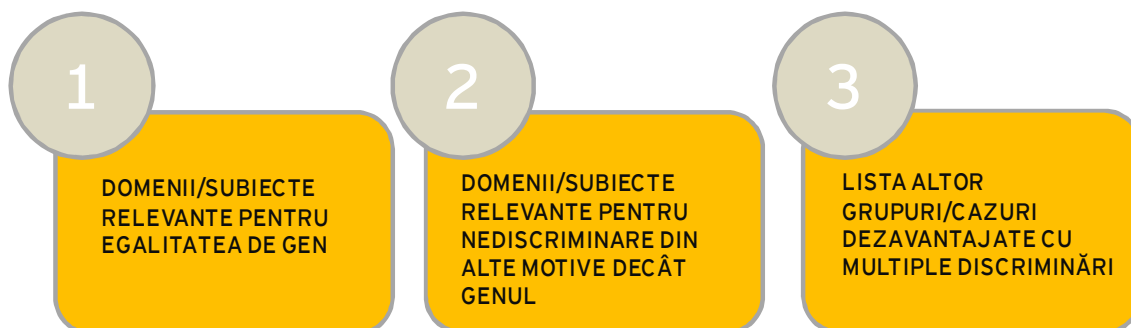 1
DOMENII/SUBIECTE
RELEVANTE PENTRU
EGALITATEA DE GEN
2
DOMENII/SUBIECTE
RELEVANTE PENTRU
NEDISCRIMINARE DIN
ALTE MOTIVE DECÂT
GENUL
3
LISTA ALTOR
GRUPURI/CAZURI
DEZAVANTAJATE CU
MULTIPLE DISCRIMINĂRI